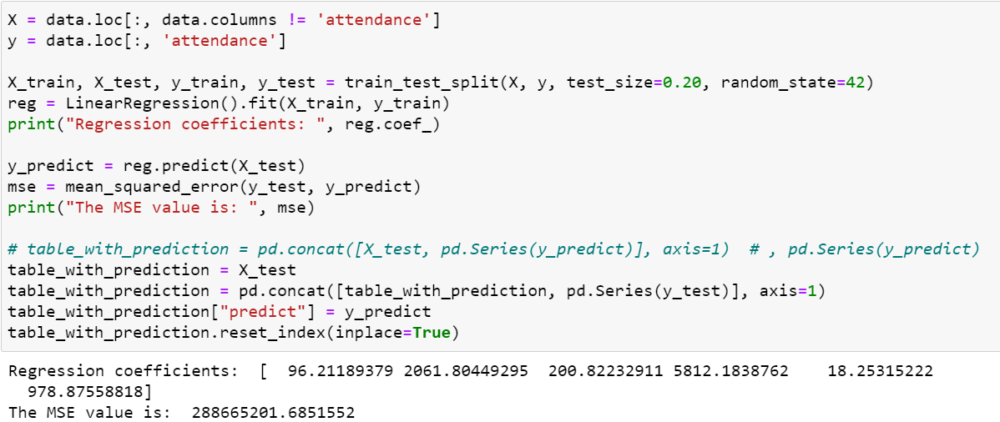 X = data.loc[:, data.columns != 'attendance']
y = data.loc[:, 'attendance']
X_train, X_test, y_train, y_test = train_test_split(X, y, test_size=0.20, random_state=42)
reg = LinearRegression().fit(X_train, y_train)
print("Regression coefficients: ", reg.coef_)
y_predict = reg.predict(X_test)
mse = mean_squared_error(y_test, y_predict)
print("The MSE value is: ", mse)
# table_with_prediction = pd.concat([X_test, pd.Series(y_predict)], axis=1)  # , pd.Series(y_predict)
table_with_prediction = X_test
table_with_prediction = pd.concat([table_with_prediction, pd.Series(y_test)], axis=1)
table_with_prediction["predict"] = y_predict
table_with_prediction.reset_index(inplace=True)
Regression coefficients:  [  96.21189379 2061.80449295  200.82232911 5812.1838762    18.25315222
  978.87558818]
The MSE value is:  288665201.6851552